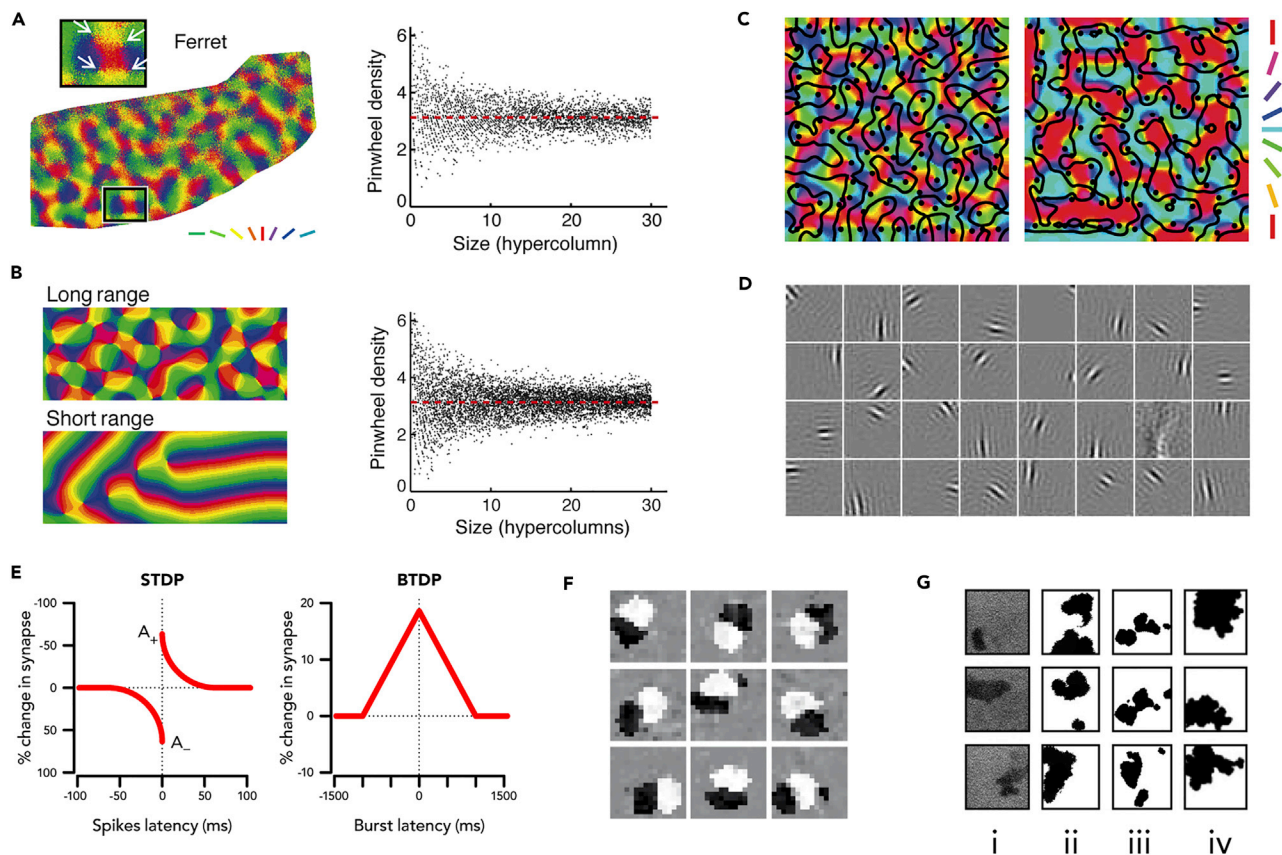 A
Ferret
Pinwheel density
6
4
2
0
10
20
30
Size (hypercolumn)
B
Long range
Short range
Pinwheel density
6
4
2
0
0
10
20
30
Size (hypercolumns)
C
D
E
STDP
% change in synapse
-100
-50
0
50
100
A+
A−
-100
-50
0
50
100
Spikes latency (ms)
BTDP
% change in synapse
20
10
0
-10
-1500
0
1500
Burst latency (ms)
F
G
i
ii
iii
iv